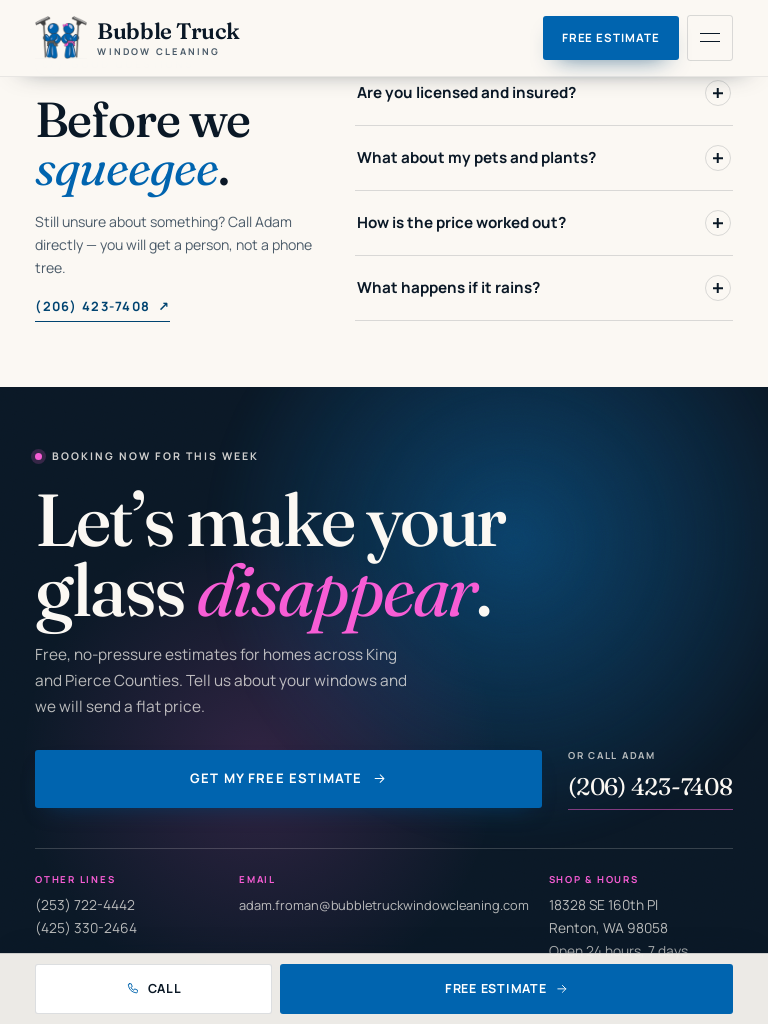 Bubble Truck
WINDOW CLEANING
FREE ESTIMATE
Before we
squeegee.
Still unsure about something? Call Adam
directly — you will get a person, not a phone
tree.
(206) 423-7408 ↗
Are you licensed and insured?
What about my pets and plants?
How is the price worked out?
What happens if it rains?
BOOKING NOW FOR THIS WEEK
Let’s make your
glass disappear.
Free, no-pressure estimates for homes across King
and Pierce Counties. Tell us about your windows and
we will send a flat price.
GET MY FREE ESTIMATE →
OR CALL ADAM
(206) 423-7408
OTHER LINES
(253) 722-4442
(425) 330-2464
EMAIL
adam.froman@bubbletruckwindowcleaning.com
SHOP & HOURS
18328 SE 160th Pl
Renton, WA 98058
Open 24 hours, 7 days
CALL
FREE ESTIMATE →